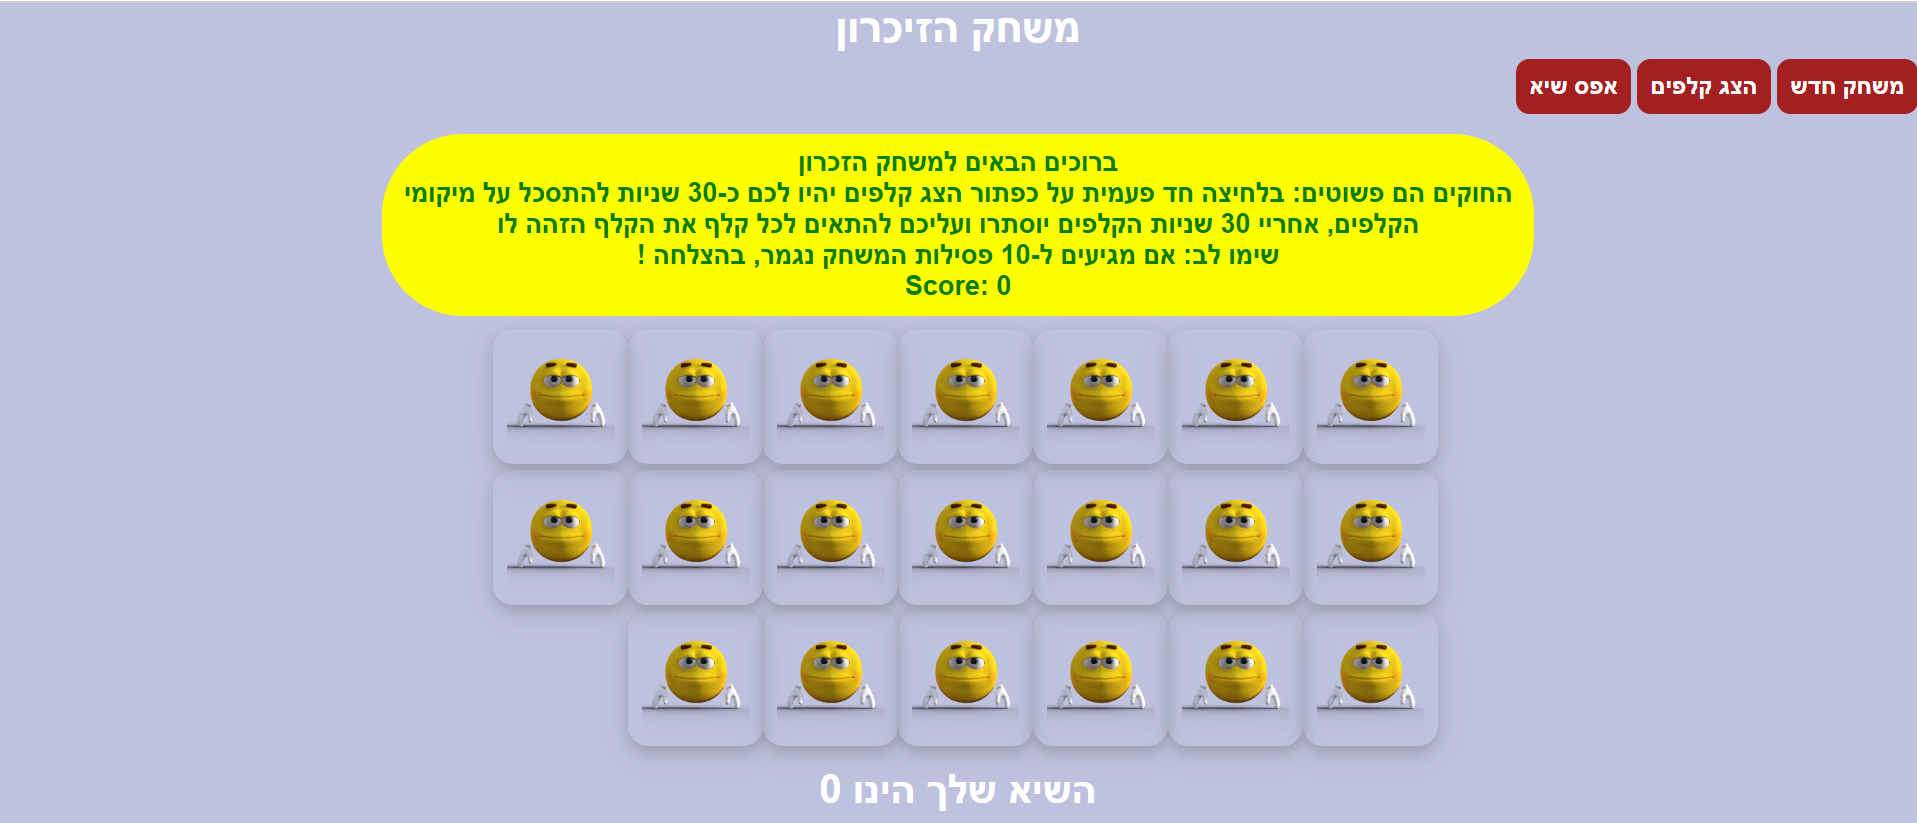 משחק הזיכרון
משחק חדש הצג קלפים אפס שיא
ברוכים הבאים למשחק הזכרון
החוקים הם פשוטים: בלחיצה חד פעמית על כפתור הצג קלפים יהיו לכם כ-30 שניות להתסכל על מיקומי
הקלפים, אחריי 30 שניות הקלפים יוסתרו ועליכם להתאים לכל קלף את הקלף הזהה לו
שימו לב: אם מגיעים ל-10 פסילות המשחק נגמר, בהצלחה !
Score: 0
השיא שלך הינו 0